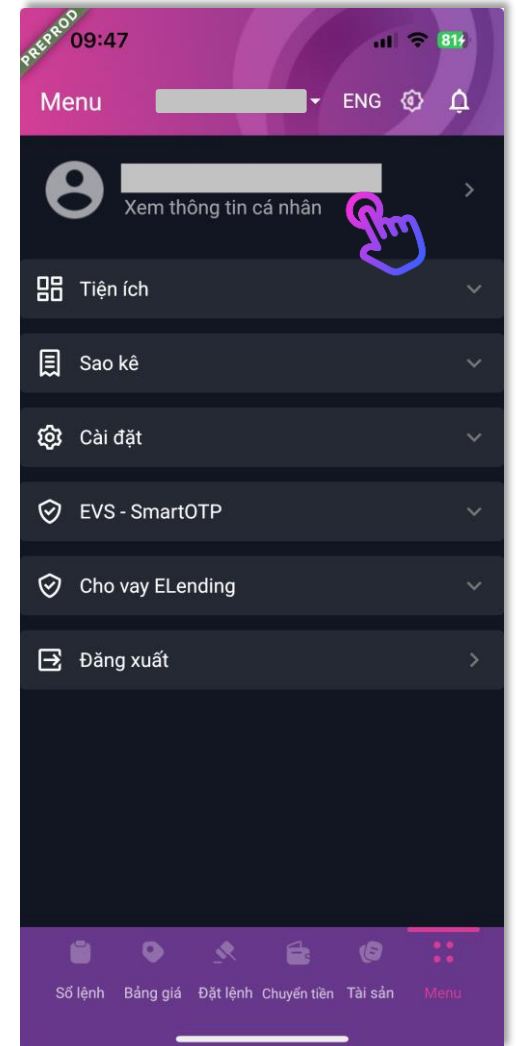 PREPROD
09:47
81
Menu
ENG
Xem thông tin cá nhân
Tiện ích
Sao kê
Cài đặt
EVS - SmartOTP
Cho vay ELending
Đăng xuất
Sổ lệnh Bảng giá Đặt lệnh Chuyển tiền Tài sản Menu